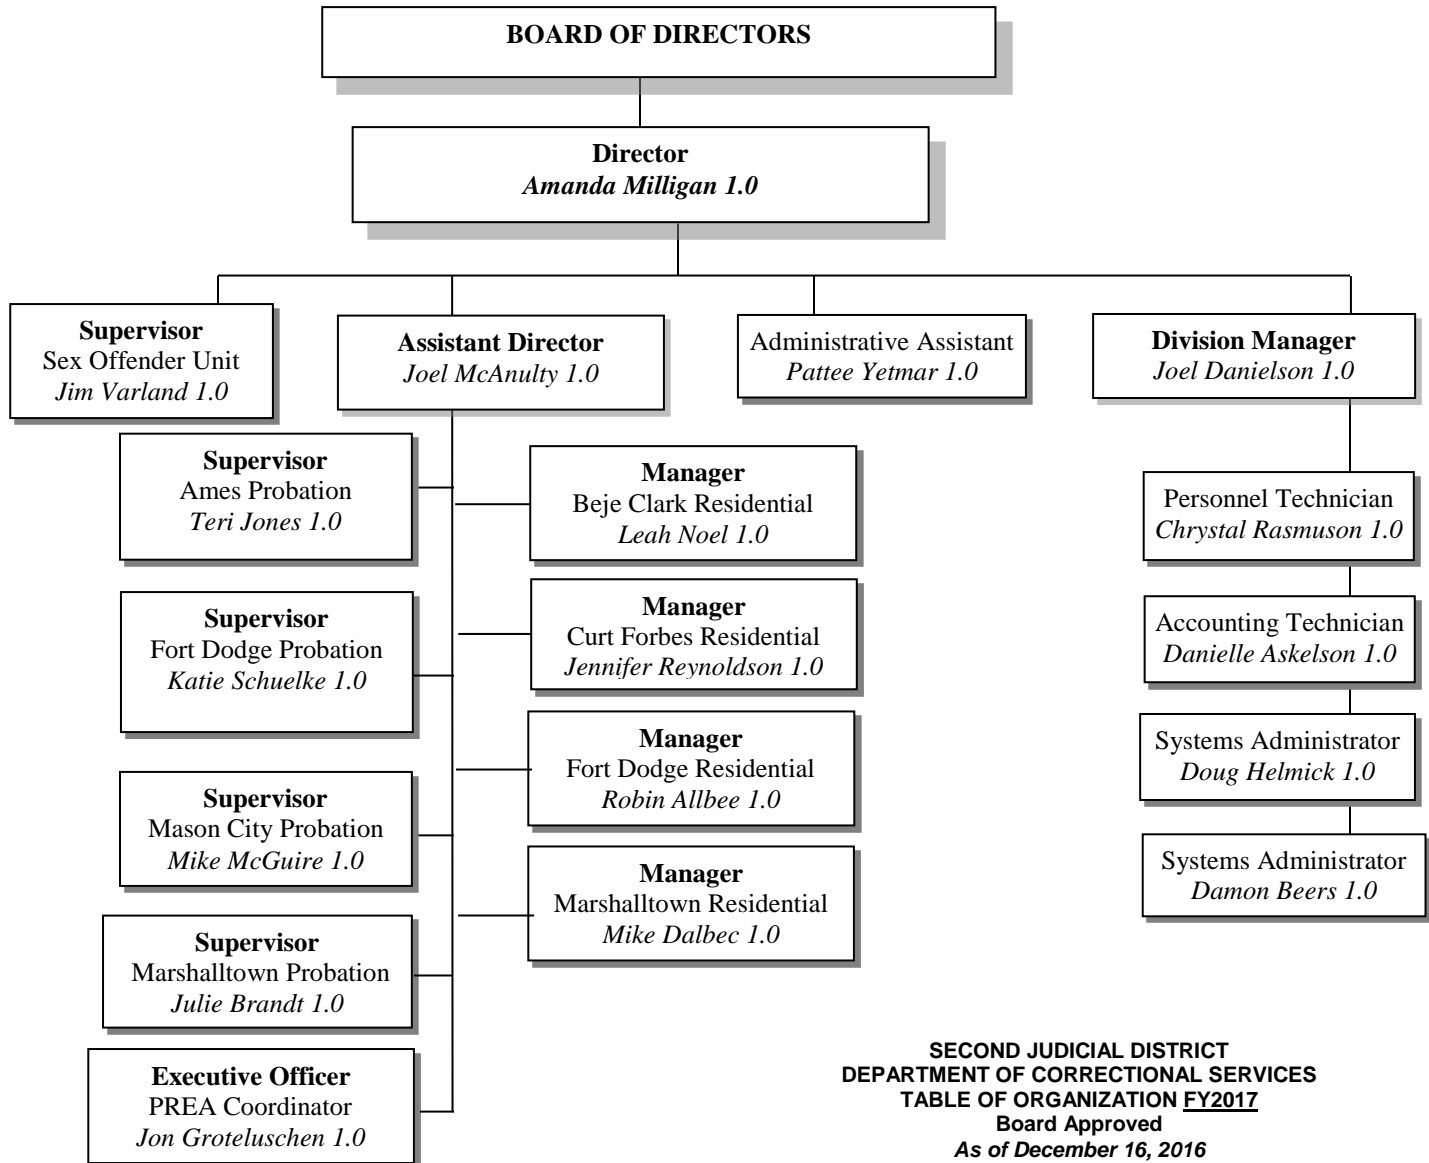 BOARD OF DIRECTORS
Director
Amanda Milligan 1.0
Supervisor
Sex Offender Unit
Jim Varland 1.0
Assistant Director
Joel McAnulty 1.0
Administrative Assistant
Pattee Yetmar 1.0
Division Manager
Joel Danielson 1.0
Supervisor
Ames Probation
Teri Jones 1.0
Supervisor
Fort Dodge Probation
Katie Schuelke 1.0
Supervisor
Mason City Probation
Mike McGuire 1.0
Supervisor
Marshalltown Probation
Julie Brandt 1.0
Executive Officer
PREA Coordinator
Jon Groteluschen 1.0
Manager
Beje Clark Residential
Leah Noel 1.0
Manager
Curt Forbes Residential
Jennifer Reynoldson 1.0
Manager
Fort Dodge Residential
Robin Allbee 1.0
Manager
Marshalltown Residential
Mike Dalbec 1.0
Personnel Technician
Chrystal Rasmuson 1.0
Accounting Technician
Danielle Askelson 1.0
Systems Administrator
Doug Helmick 1.0
Systems Administrator
Damon Beers 1.0
SECOND JUDICIAL DISTRICT
DEPARTMENT OF CORRECTIONAL SERVICES
TABLE OF ORGANIZATION FY2017
Board Approved
As of December 16, 2016